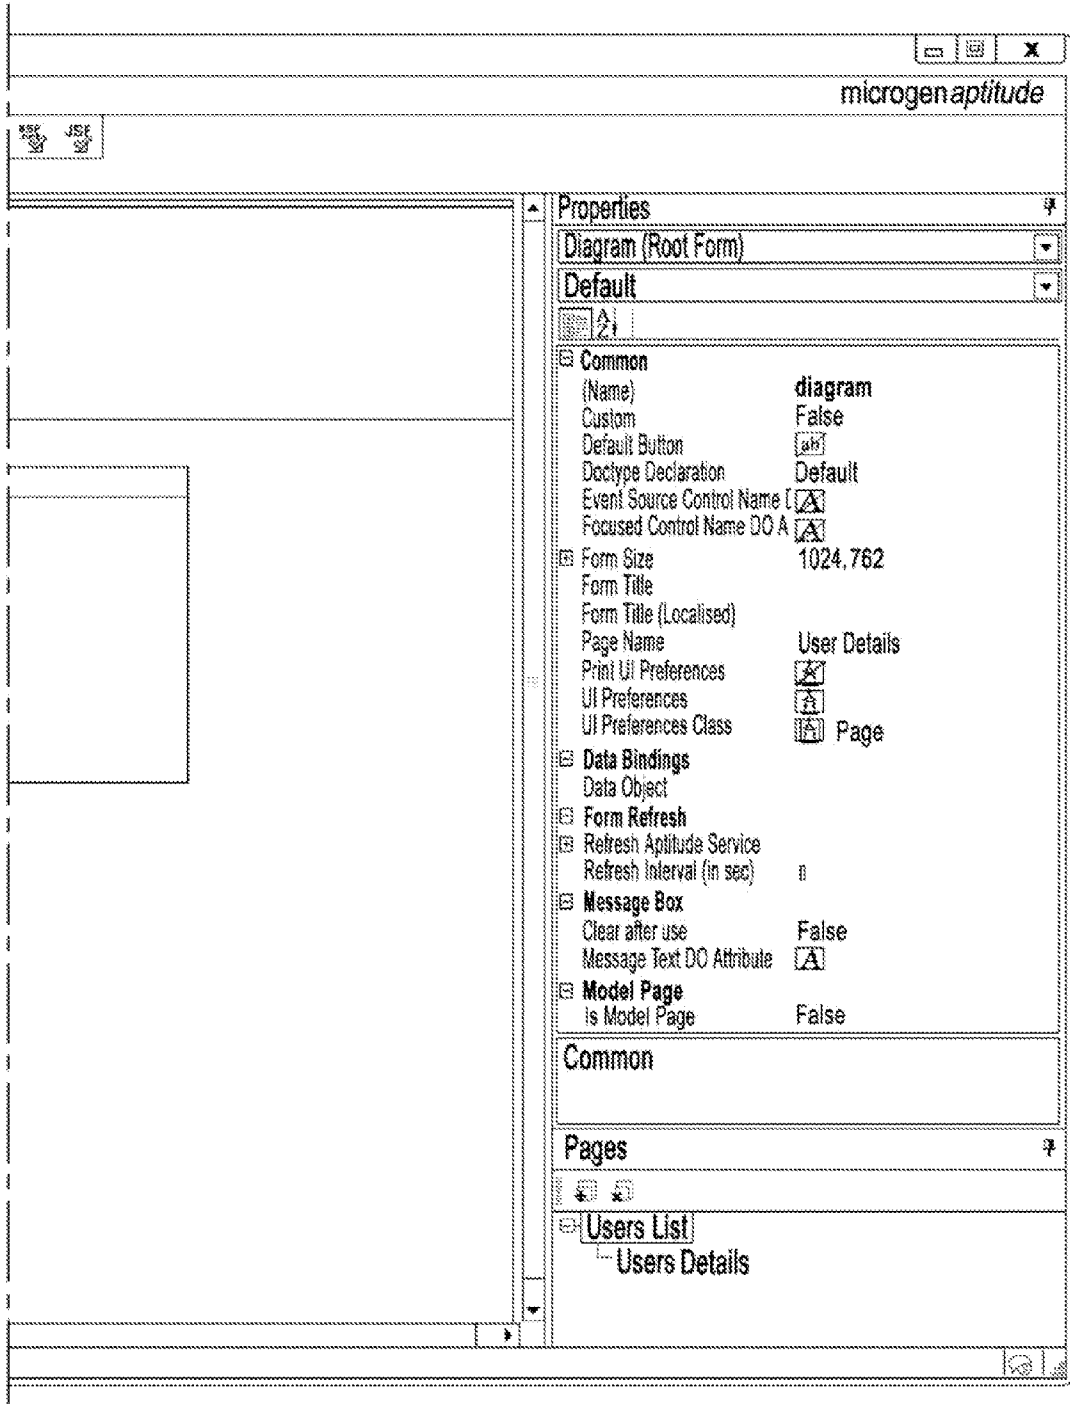 X
microgenaptitude
JSF
Properties
Diagram (Root Form)
Default
Common
(Name) diagram
Custom False
Default Button ab
Doctype Declaration Default
Event Source Control Name D A
Focused Control Name DO A A
Form Size 1024, 762
Form Title
Form Title (Localised)
Page Name User Details
Print UI Preferences A
UI Preferences A
UI Preferences Class A Page
Data Bindings
Data Object
Form Refresh
Refresh Aptitude Service
Refresh Interval (in sec)
Message Box
Clear after use False
Message Text DO Attribute A
Model Page
Is Model Page False
Common
Pages
Users List
Users Details